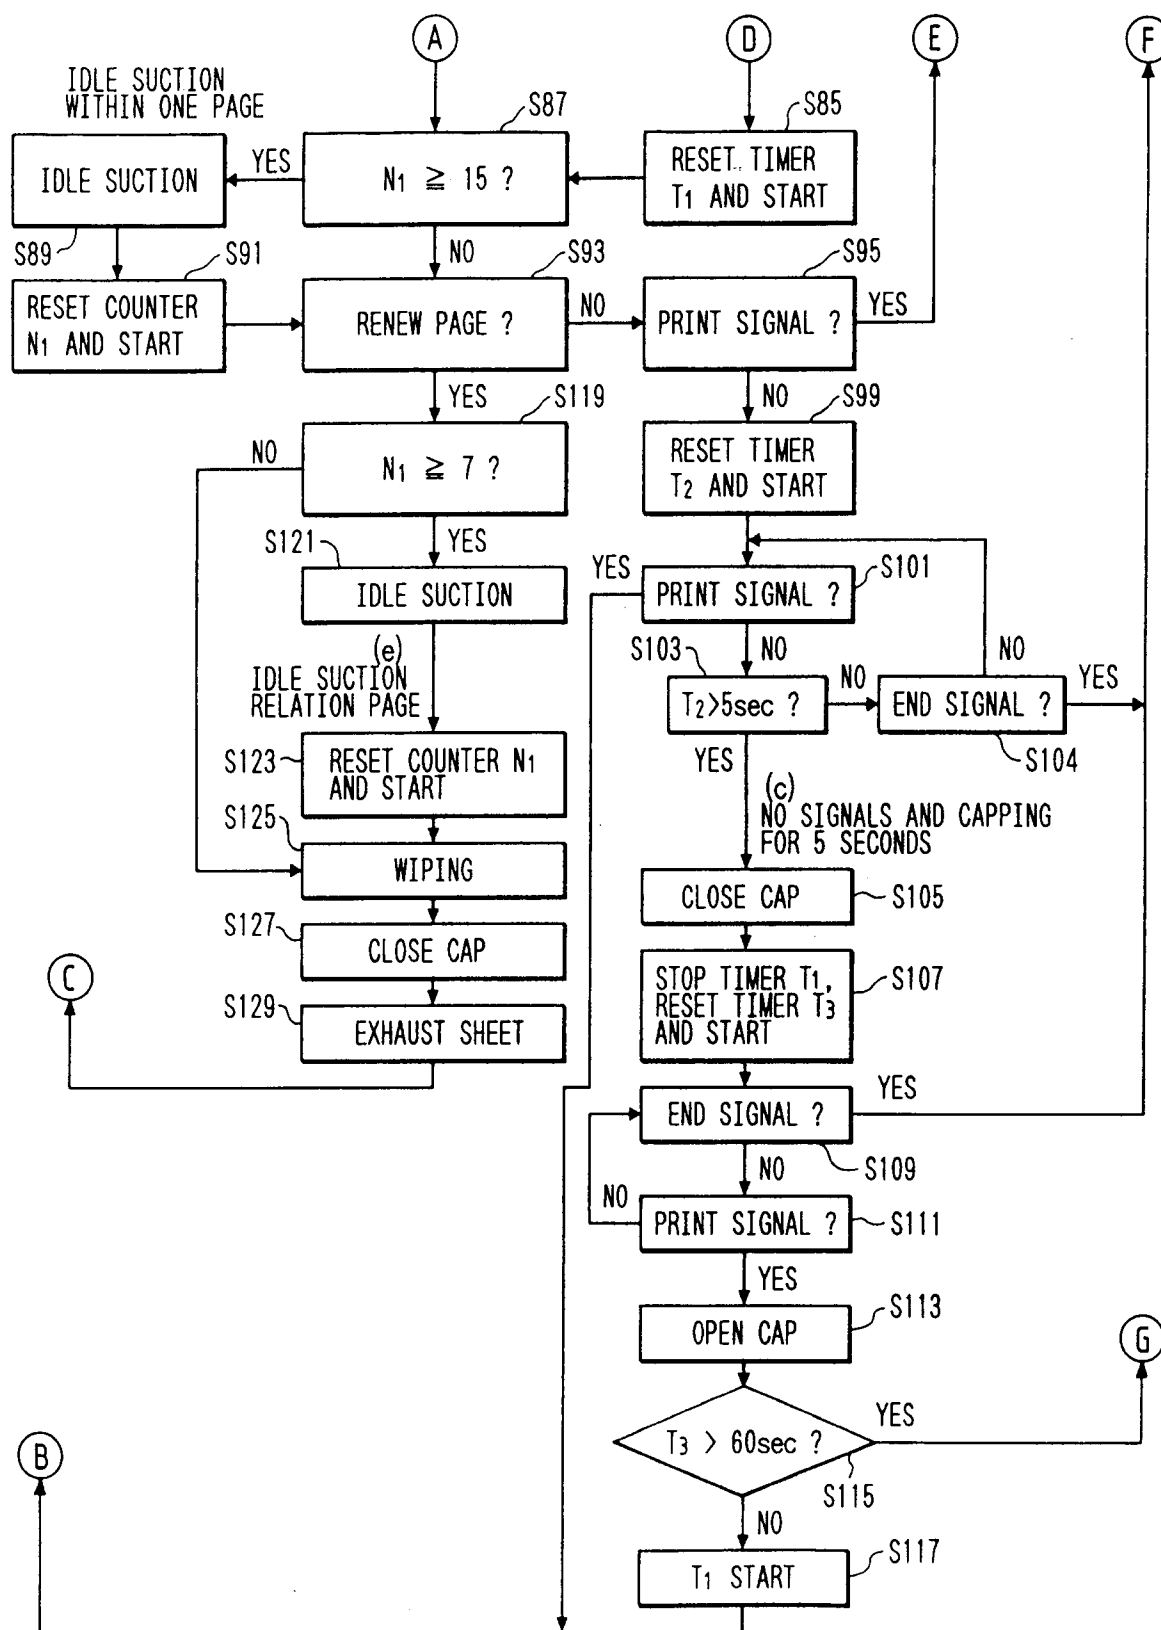 A
D
E
F
IDLE SUCTION
WITHIN ONE PAGE
S87
S85
IDLE SUCTION
YES
N1 ≧ 15 ?
RESET TIMER
T1 AND START
S89
S91
NO
S93
S95
RESET COUNTER
N1 AND START
RENEW PAGE ?
NO
PRINT SIGNAL ?
YES
YES
S119
NO
S99
NO
N1 ≧ 7 ?
RESET TIMER
T2 AND START
S121
YES
IDLE SUCTION
YES
PRINT SIGNAL ?
S101
(e)
IDLE SUCTION
RELATION PAGE
S103
NO
NO
T2>5sec ?
NO
END SIGNAL ?
YES
S104
S123
RESET COUNTER N1
AND START
YES
(c)
NO SIGNALS AND CAPPING
FOR 5 SECONDS
S125
WIPING
CLOSE CAP
S105
S127
CLOSE CAP
C
STOP TIMER T1,
RESET TIMER T3
AND START
S107
S129
EXHAUST SHEET
END SIGNAL ?
YES
S109
NO
NO
PRINT SIGNAL ?
S111
YES
OPEN CAP
S113
G
T3 > 60sec ?
YES
S115
B
NO
T1 START
S117